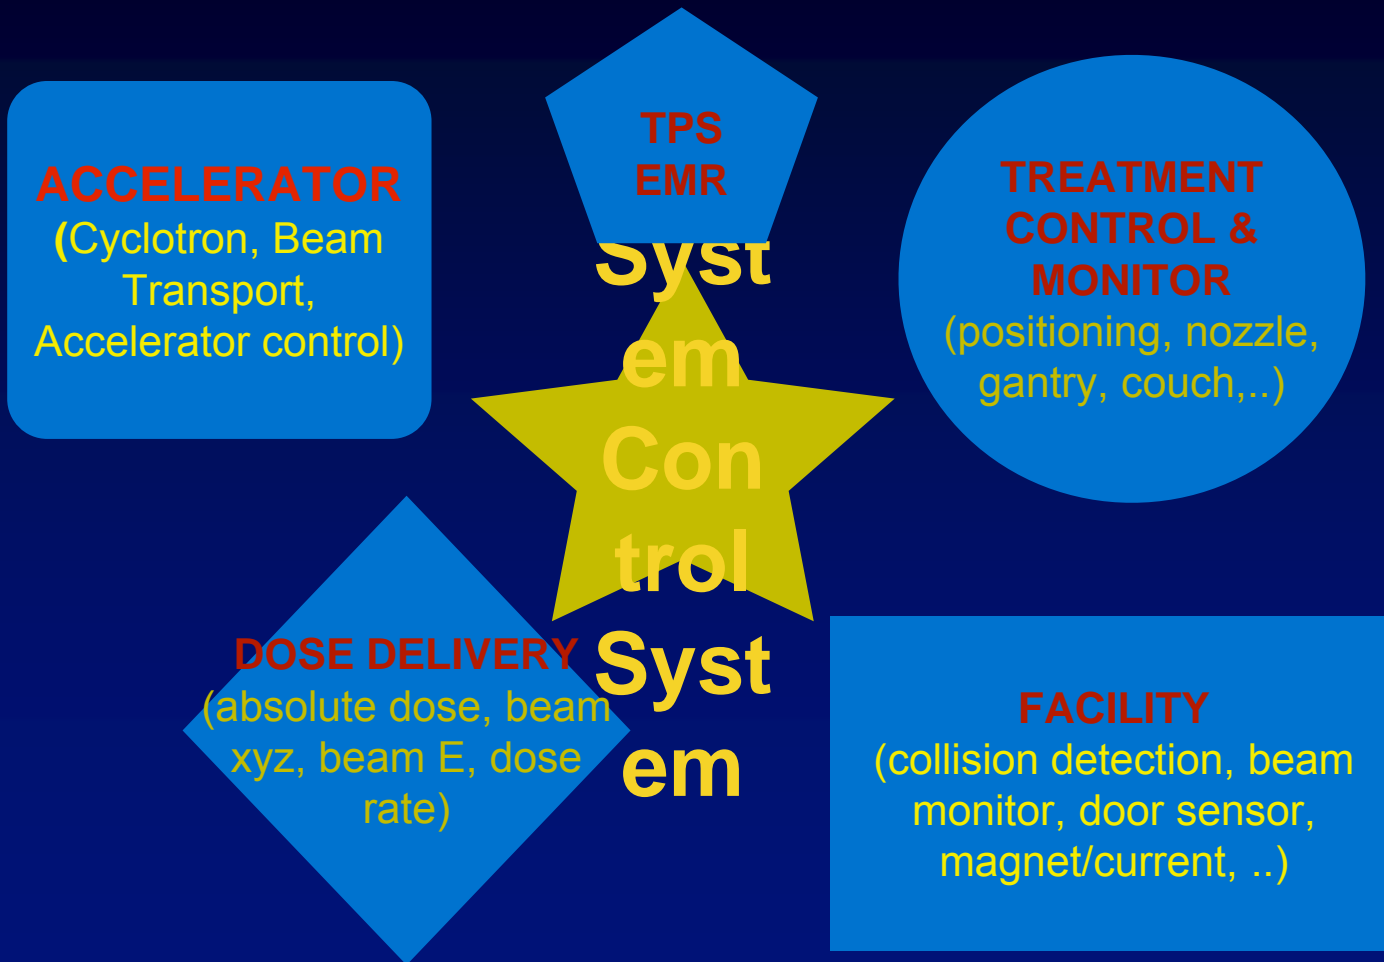 ACCELERATOR
(Cyclotron, Beam
Transport,
Accelerator control)
TPS
EMR
TREATMENT
CONTROL &
MONITOR
(positioning, nozzle,
gantry, couch,..)
Syst
em
Con
trol
Syst
em
DOSE DELIVERY
(absolute dose, beam
xyz, beam E, dose
rate)
FACILITY
(collision detection, beam
monitor, door sensor,
magnet/current, ..)